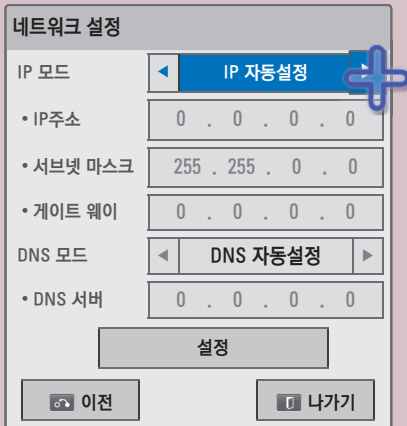 네트워크 설정
IP 모드 ◀ IP 자동설정
• IP주소 0 . 0 . 0 . 0
• 서브넷 마스크 255 . 255 . 0 . 0
• 게이트 웨이 0 . 0 . 0 . 0
DNS 모드 ◀ DNS 자동설정 ▶
• DNS 서버 0 . 0 . 0 . 0
설정
이전 나가기